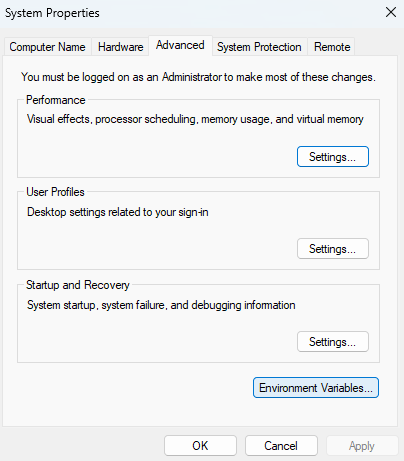 System Properties
Computer Name
Hardware
Advanced
System Protection
Remote
You must be logged on as an Administrator to make most of these changes.
Performance
Visual effects, processor scheduling, memory usage, and virtual memory
Settings...
User Profiles
Desktop settings related to your sign-in
Settings...
Startup and Recovery
System startup, system failure, and debugging information
Settings...
Environment Variables...
OK
Cancel
Apply